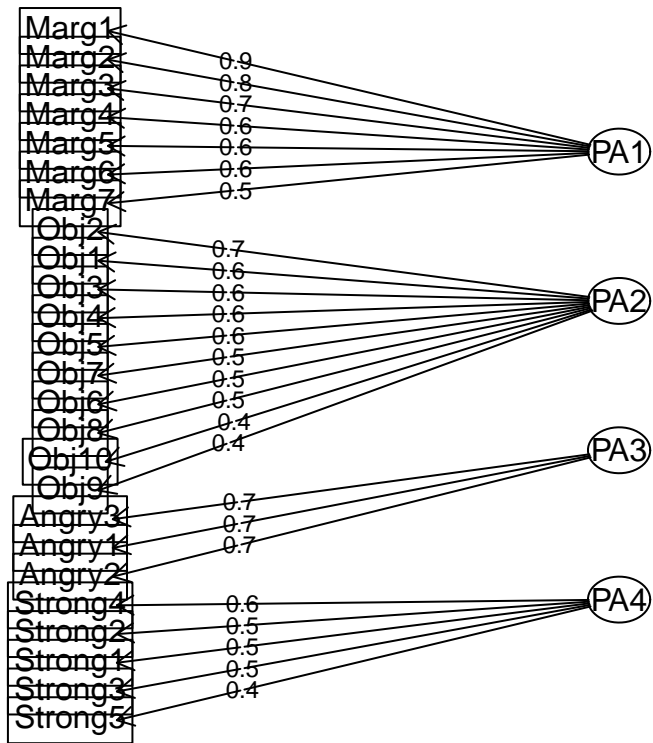 Marg1
Marg2
Marg3
Marg4
Marg5
Marg6
Marg7
Obj2
Obj1
Obj3
Obj4
Obj5
Obj7
Obj6
Obj8
Obj10
Obj9
Angry3
Angry1
Angry2
Strong4
Strong2
Strong1
Strong3
Strong5
0.9
0.8
0.7
0.6
0.6
0.6
0.5
0.7
0.6
0.6
0.6
0.6
0.5
0.5
0.5
0.4
0.4
0.7
0.7
0.7
0.6
0.5
0.5
0.5
0.4
PA1
PA2
PA3
PA4